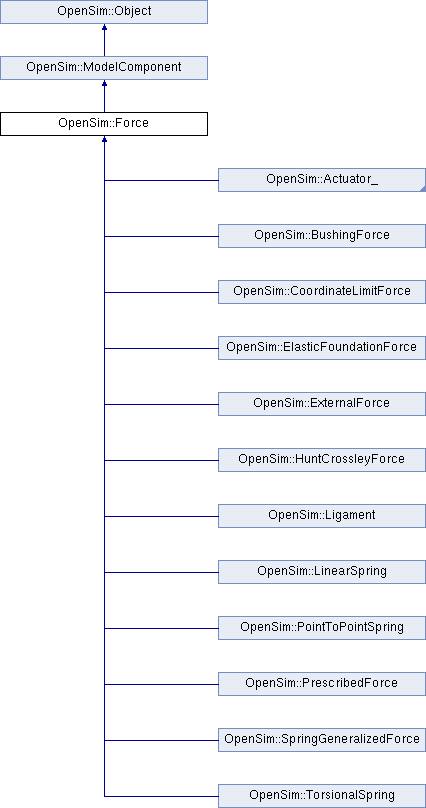 OpenSim::Object
OpenSim::ModelComponent
OpenSim::Force
OpenSim::Actuator_
OpenSim::BushingForce
OpenSim::CoordinateLimitForce
OpenSim::ElasticFoundationForce
OpenSim::ExternalForce
OpenSim::HuntCrossleyForce
OpenSim::Ligament
OpenSim::LinearSpring
OpenSim::PointToPointSpring
OpenSim::PrescribedForce
OpenSim::SpringGeneralizedForce
OpenSim::TorsionalSpring